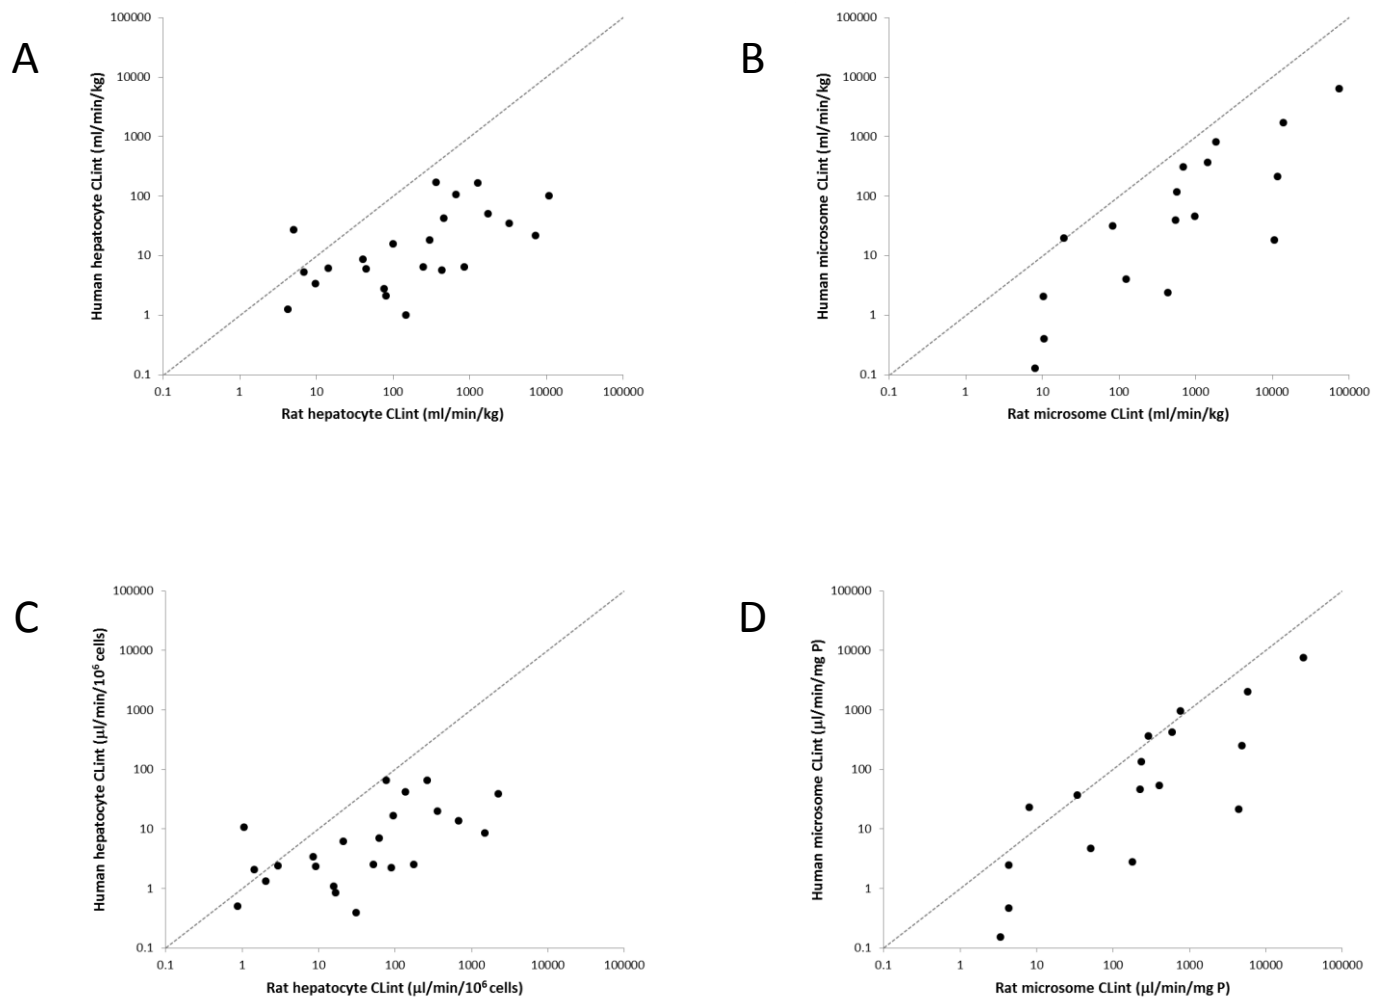 A
100000
10000
1000
100
10
1
0.1
Human hepatocyte CLint (ml/min/kg)
0.1 1 10 100 1000 10000 100000
Rat hepatocyte CLint (ml/min/kg)
B
100000
10000
1000
100
10
1
0.1
Human microsome CLint (ml/min/kg)
0.1 1 10 100 1000 10000 100000
Rat microsome CLint (ml/min/kg)
C
100000
10000
1000
100
10
1
0.1
Human hepatocyte CLint (µl/min/10⁶ cells)
0.1 1 10 100 1000 10000 100000
Rat hepatocyte CLint (µl/min/10⁶ cells)
D
100000
10000
1000
100
10
1
0.1
Human microsome CLint (µl/min/mg P)
0.1 1 10 100 1000 10000 100000
Rat microsome CLint (µl/min/mg P)